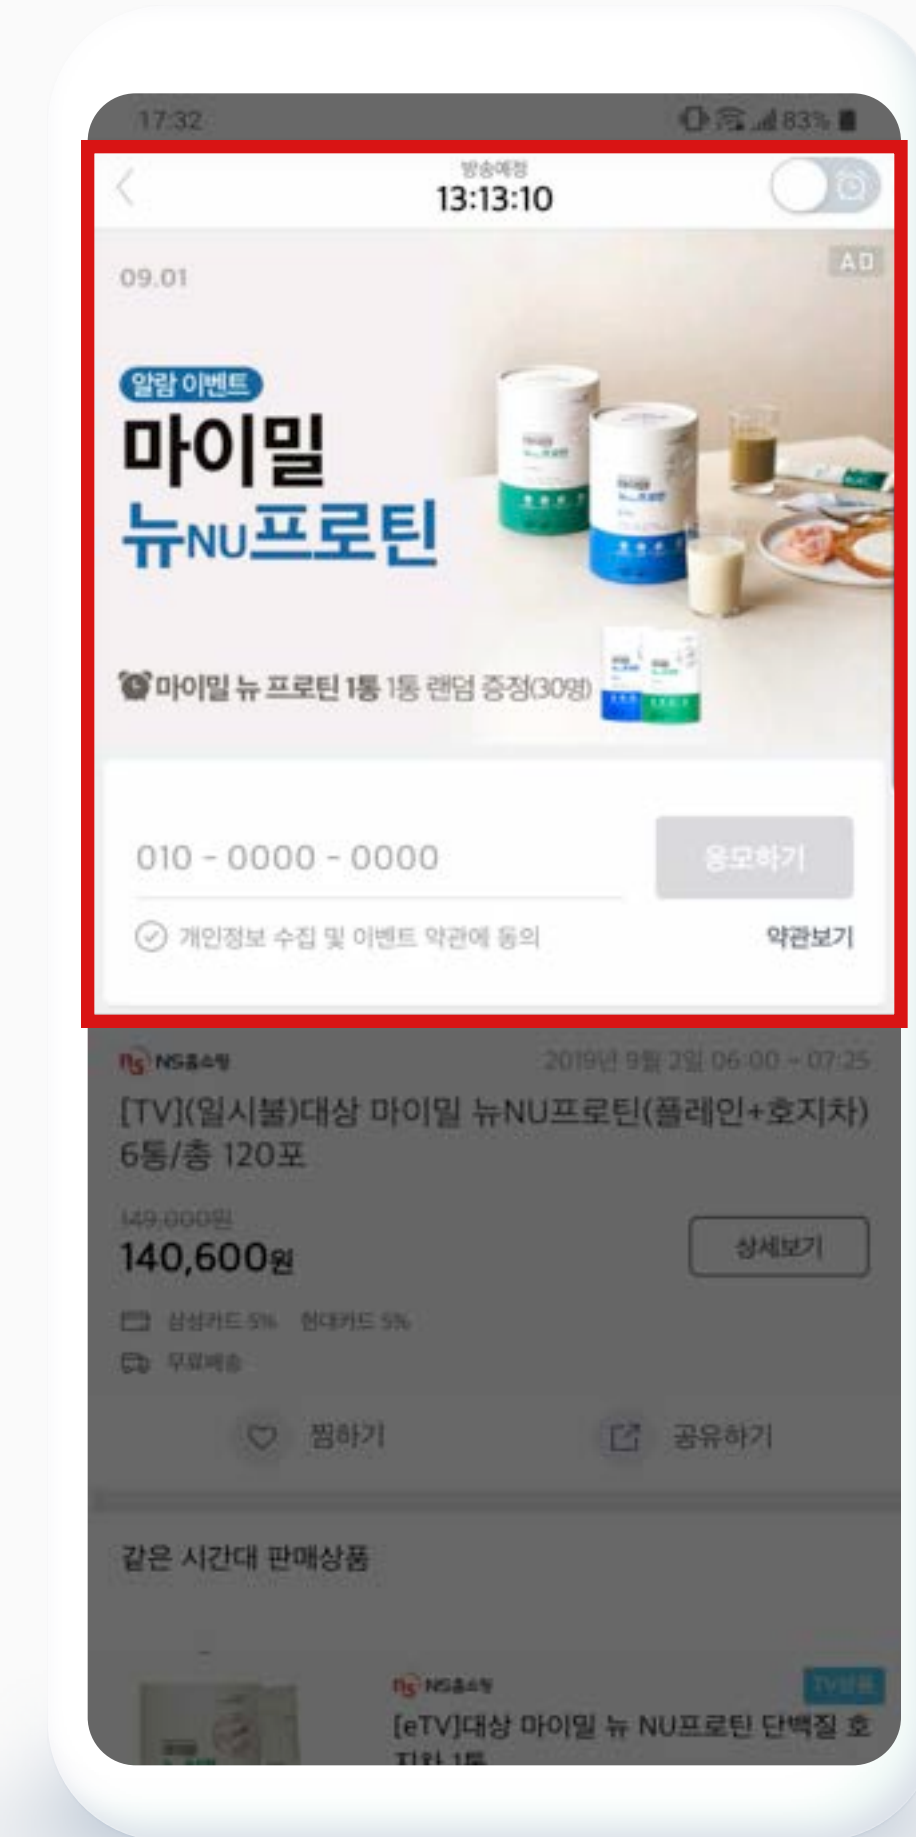 17:32
83%
방송예정
13:13:10
09.01
AD
알람 이벤트
마이밀
뉴NU프로틴
마이밀 뉴 프로틴 1통 1통 랜덤 증정(30명)
010 - 0000 - 0000
응모하기
개인정보 수집 및 이벤트 약관에 동의
약관보기
NS홈쇼핑
2019년 9월 2일 06:00 ~ 07:25
[TV](일시불)대상 마이밀 뉴NU프로틴(플레인+호지차)
6통/총 120포
149,000원
140,600원
상세보기
삼성카드 5% 현대카드 5%
무료배송
찜하기
공유하기
같은 시간대 판매상품
NS홈쇼핑
TV상품
[eTV]대상 마이밀 뉴 NU프로틴 단백질 호
지차 1통